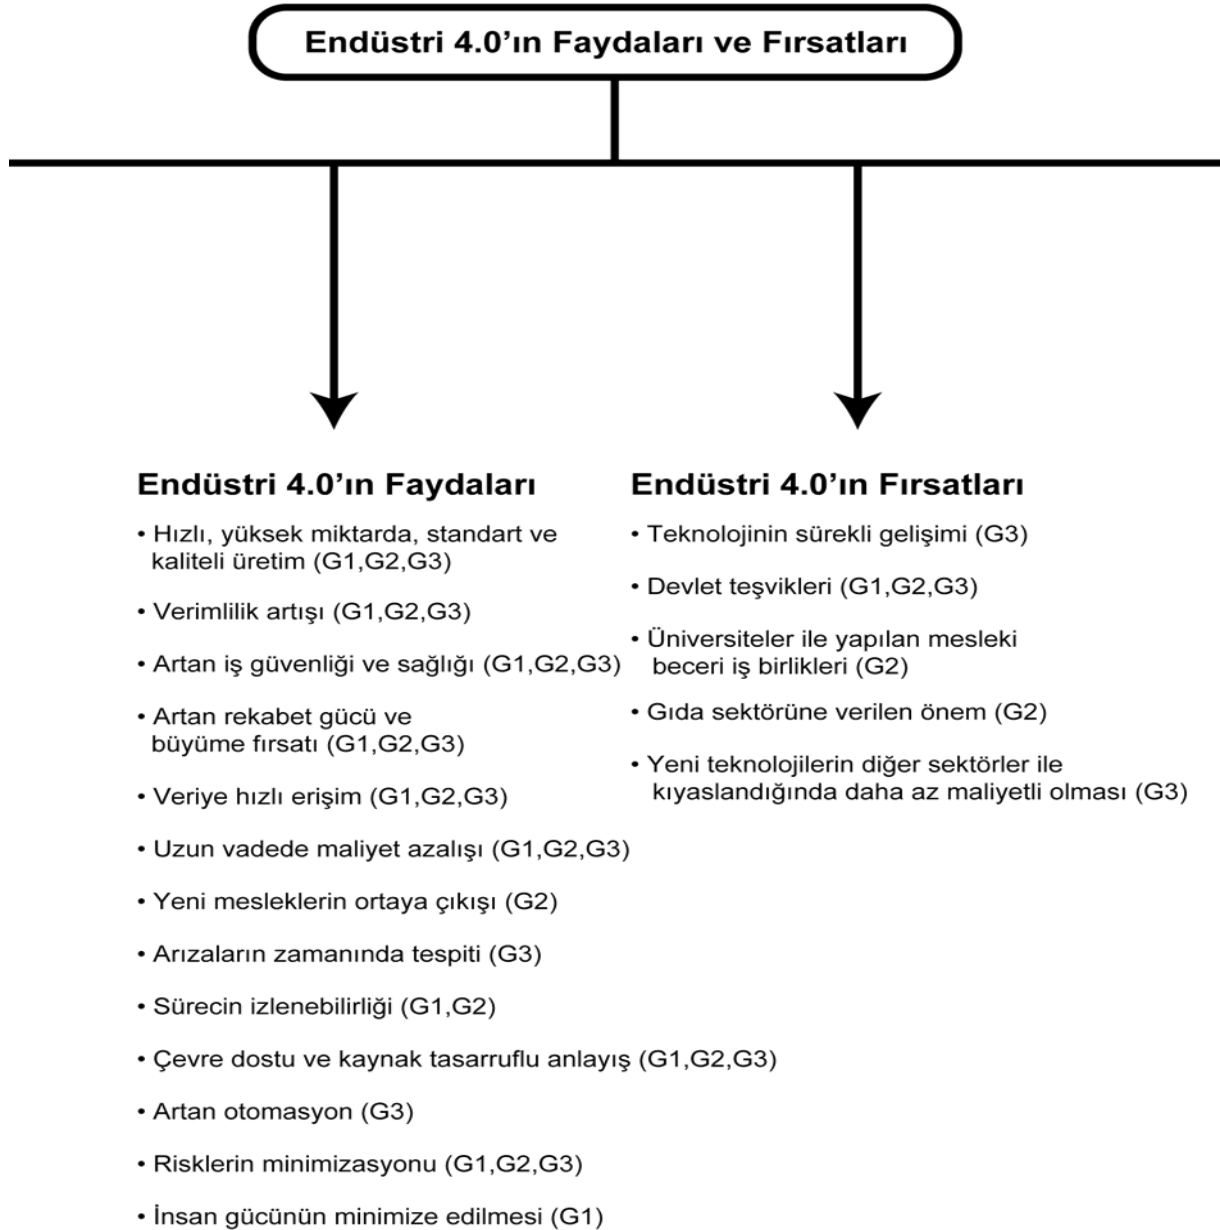 Endüstri 4.0’ın Faydaları ve Fırsatları
Endüstri 4.0’ın Faydaları
• Hızlı, yüksek miktarda, standart ve
kaliteli üretim (G1,G2,G3)
• Verimlilik artışı (G1,G2,G3)
• Artan iş güvenliği ve sağlığı (G1,G2,G3)
• Artan rekabet gücü ve
büyüme fırsatı (G1,G2,G3)
• Veriye hızlı erişim (G1,G2,G3)
• Uzun vadede maliyet azalışı (G1,G2,G3)
• Yeni mesleklerin ortaya çıkışı (G2)
• Arızaların zamanında tespiti (G3)
• Sürecin izlenebilirliği (G1,G2)
• Çevre dostu ve kaynak tasarruflu anlayış (G1,G2,G3)
• Artan otomasyon (G3)
• Risklerin minimizasyonu (G1,G2,G3)
• İnsan gücünün minimize edilmesi (G1)
Endüstri 4.0’ın Fırsatları
• Teknolojinin sürekli gelişimi (G3)
• Devlet teşvikleri (G1,G2,G3)
• Üniversiteler ile yapılan mesleki
beceri iş birlikleri (G2)
• Gıda sektörüne verilen önem (G2)
• Yeni teknolojilerin diğer sektörler ile
kıyaslandığında daha az maliyetli olması (G3)